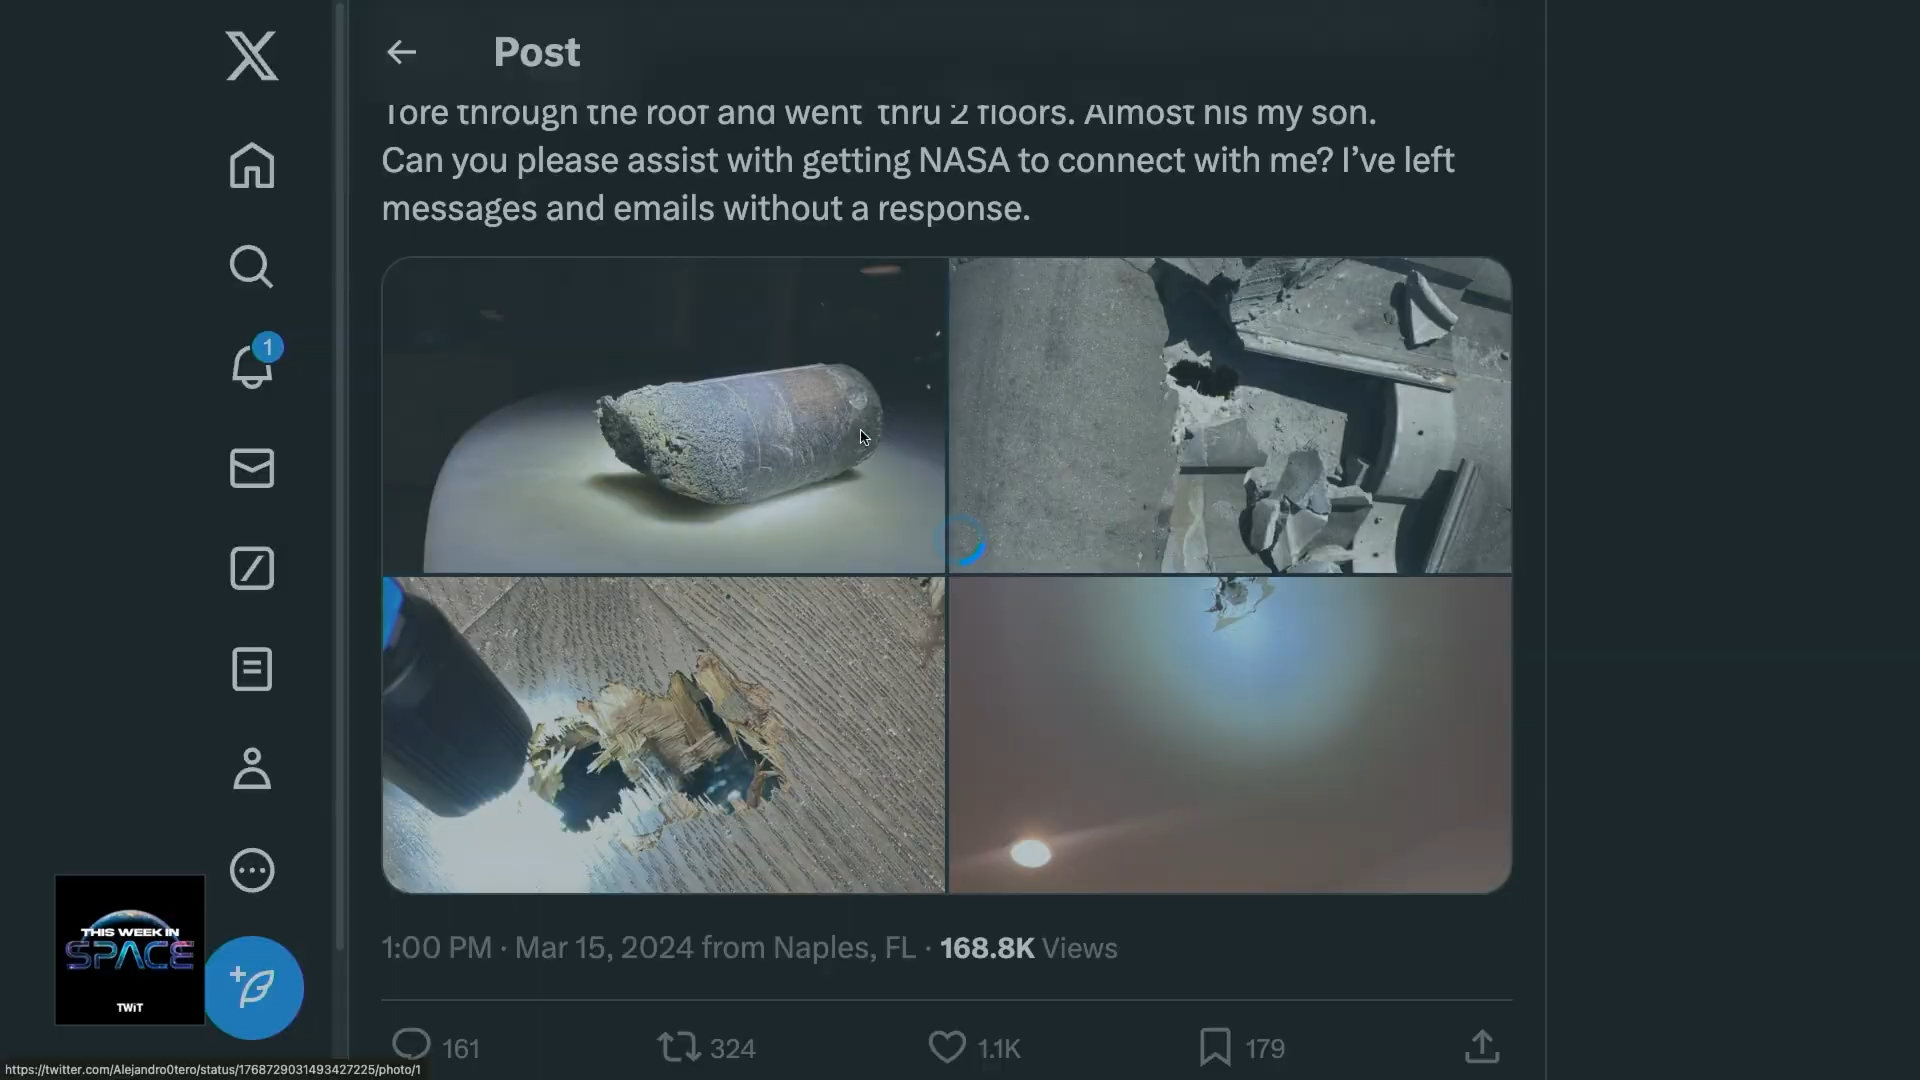 Post
Tore through the roof and went thru 2 floors. Almost his my son.
Can you please assist with getting NASA to connect with me? I’ve left
messages and emails without a response.
1
1:00 PM · Mar 15, 2024 from Naples, FL · 168.8K Views
161
324
1.1K
179
THIS WEEK IN
SPACE
TWiT
https://twitter.com/Alejandro0tero/status/1768729031493427225/photo/1